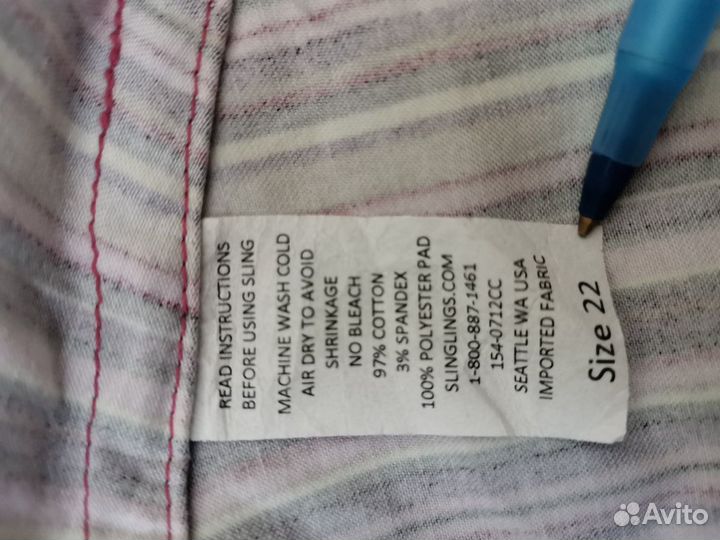 READ INSTRUCTIONS
BEFORE USING SLING
MACHINE WASH COLD
AIR DRY TO AVOID
SHRINKAGE
NO BLEACH
97% COTTON
3% SPANDEX
100% POLYESTER PAD
SLINGLINGS.COM
1-800-887-1461
154-0712CC
SEATTLE WA USA
IMPORTED FABRIC
Size 22
Avito